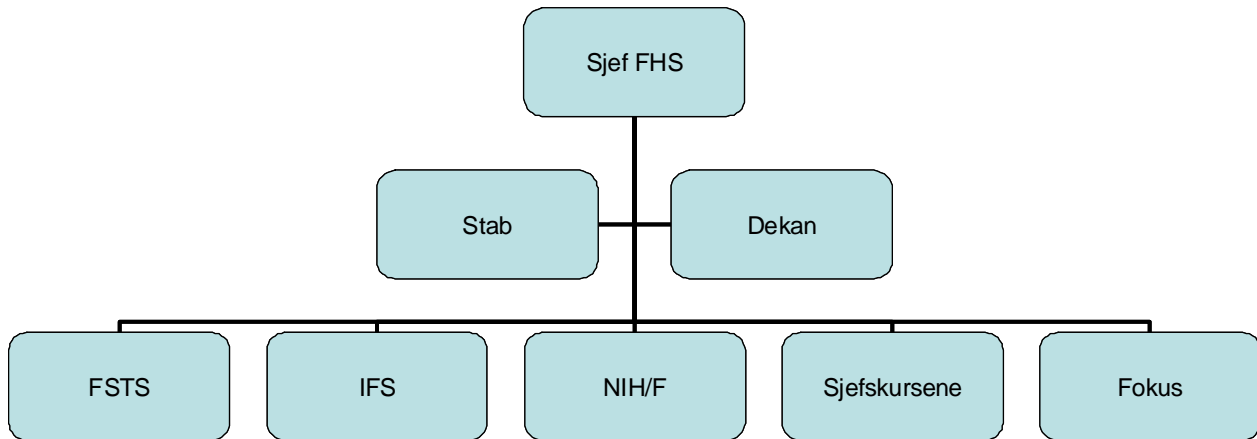 Sjef FHS
Stab
Dekan
FSTS
IFS
NIH/F
Sjefskursene
Fokus